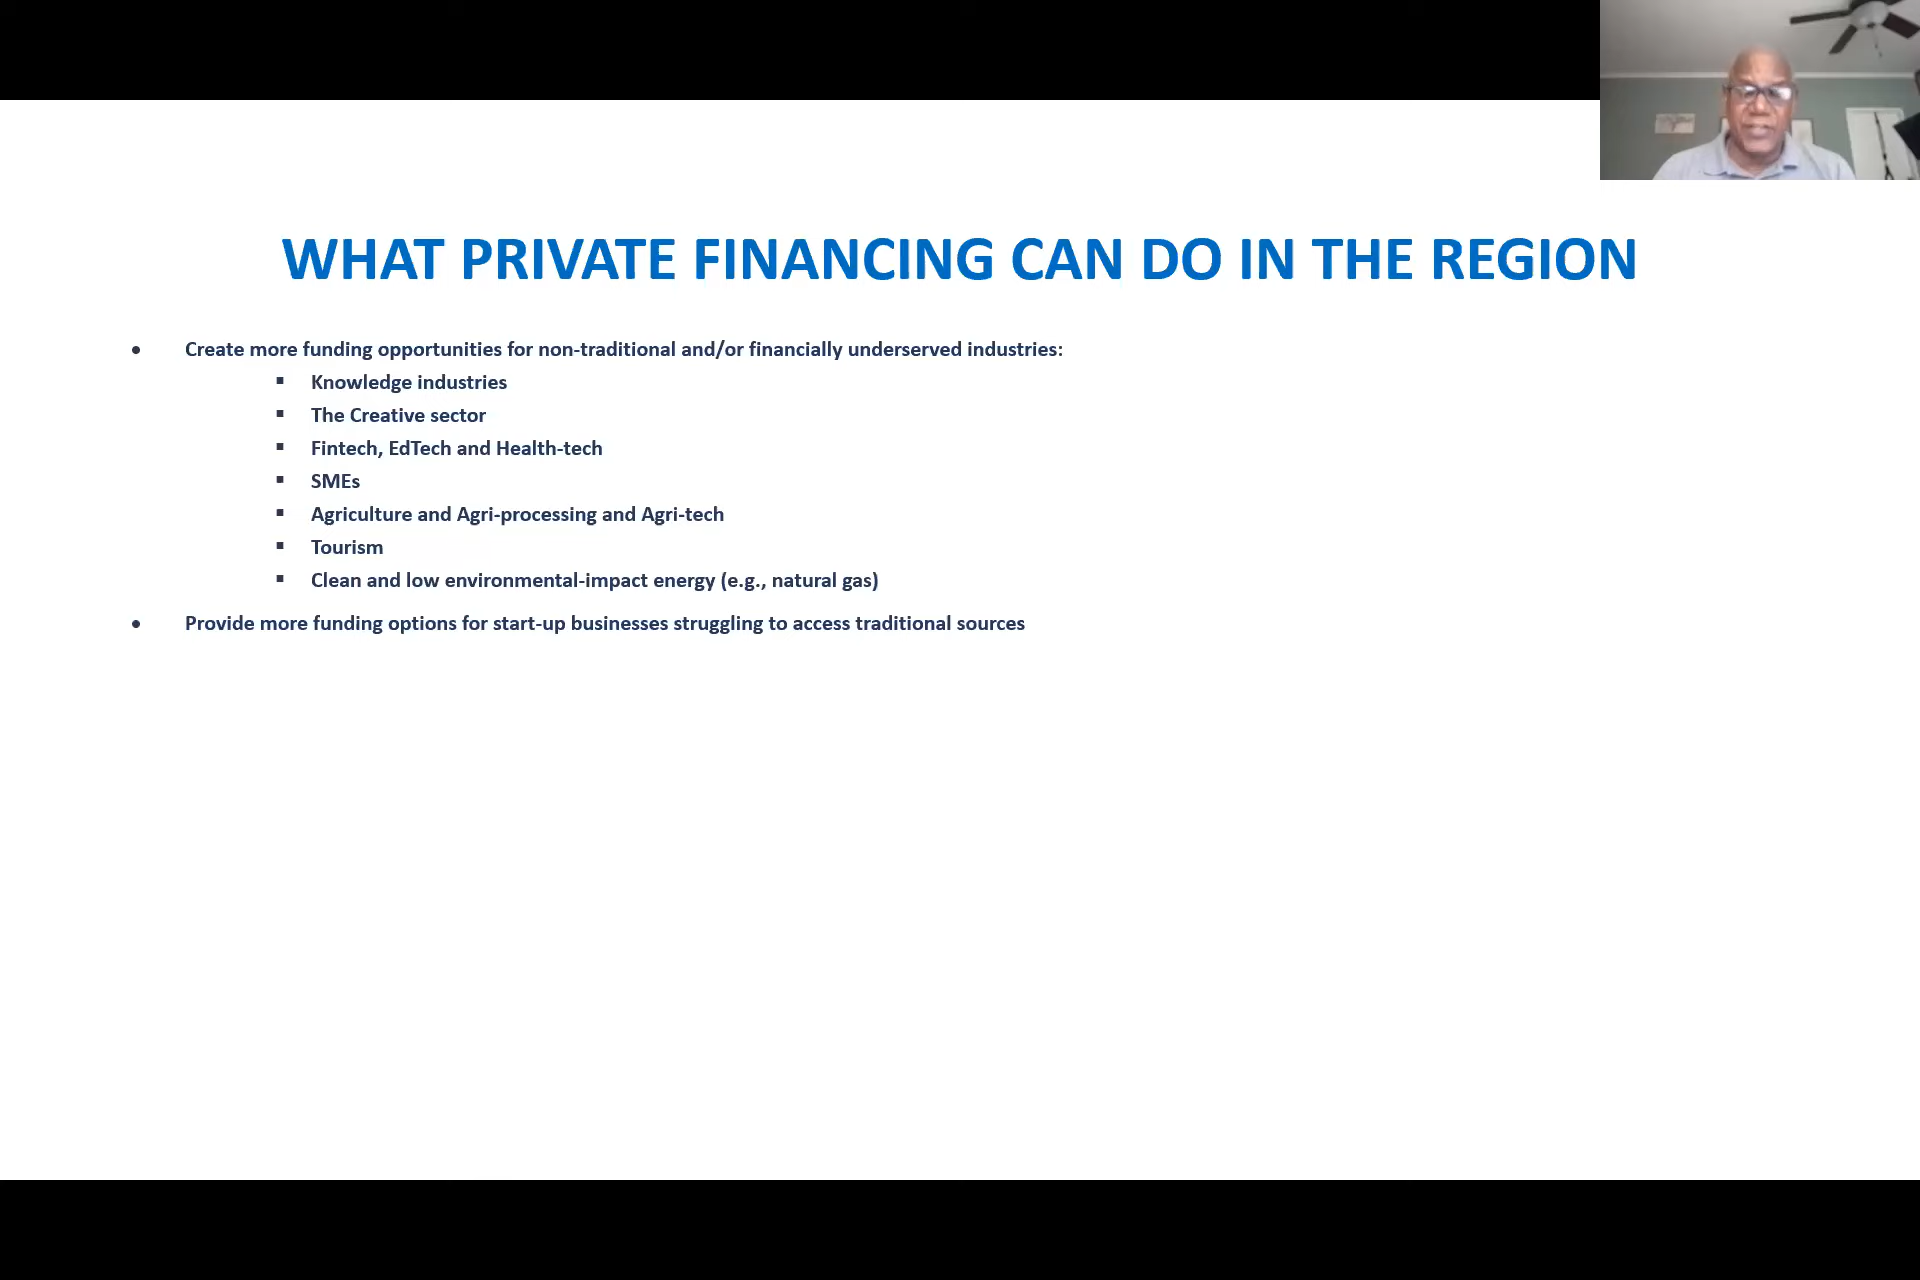 WHAT PRIVATE FINANCING CAN DO IN THE REGION
• Create more funding opportunities for non-traditional and/or financially underserved industries:
▪ Knowledge industries
▪ The Creative sector
▪ Fintech, EdTech and Health-tech
▪ SMEs
▪ Agriculture and Agri-processing and Agri-tech
▪ Tourism
▪ Clean and low environmental-impact energy (e.g., natural gas)
• Provide more funding options for start-up businesses struggling to access traditional sources